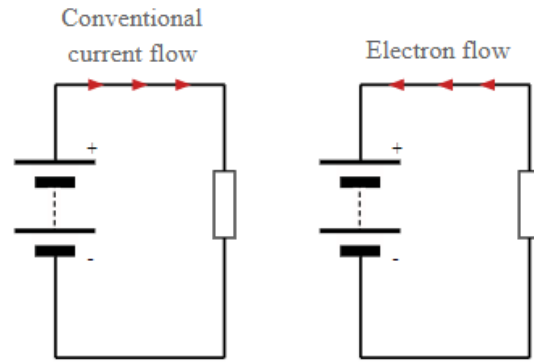 Conventional
current flow
Electron flow
+
+
-
-